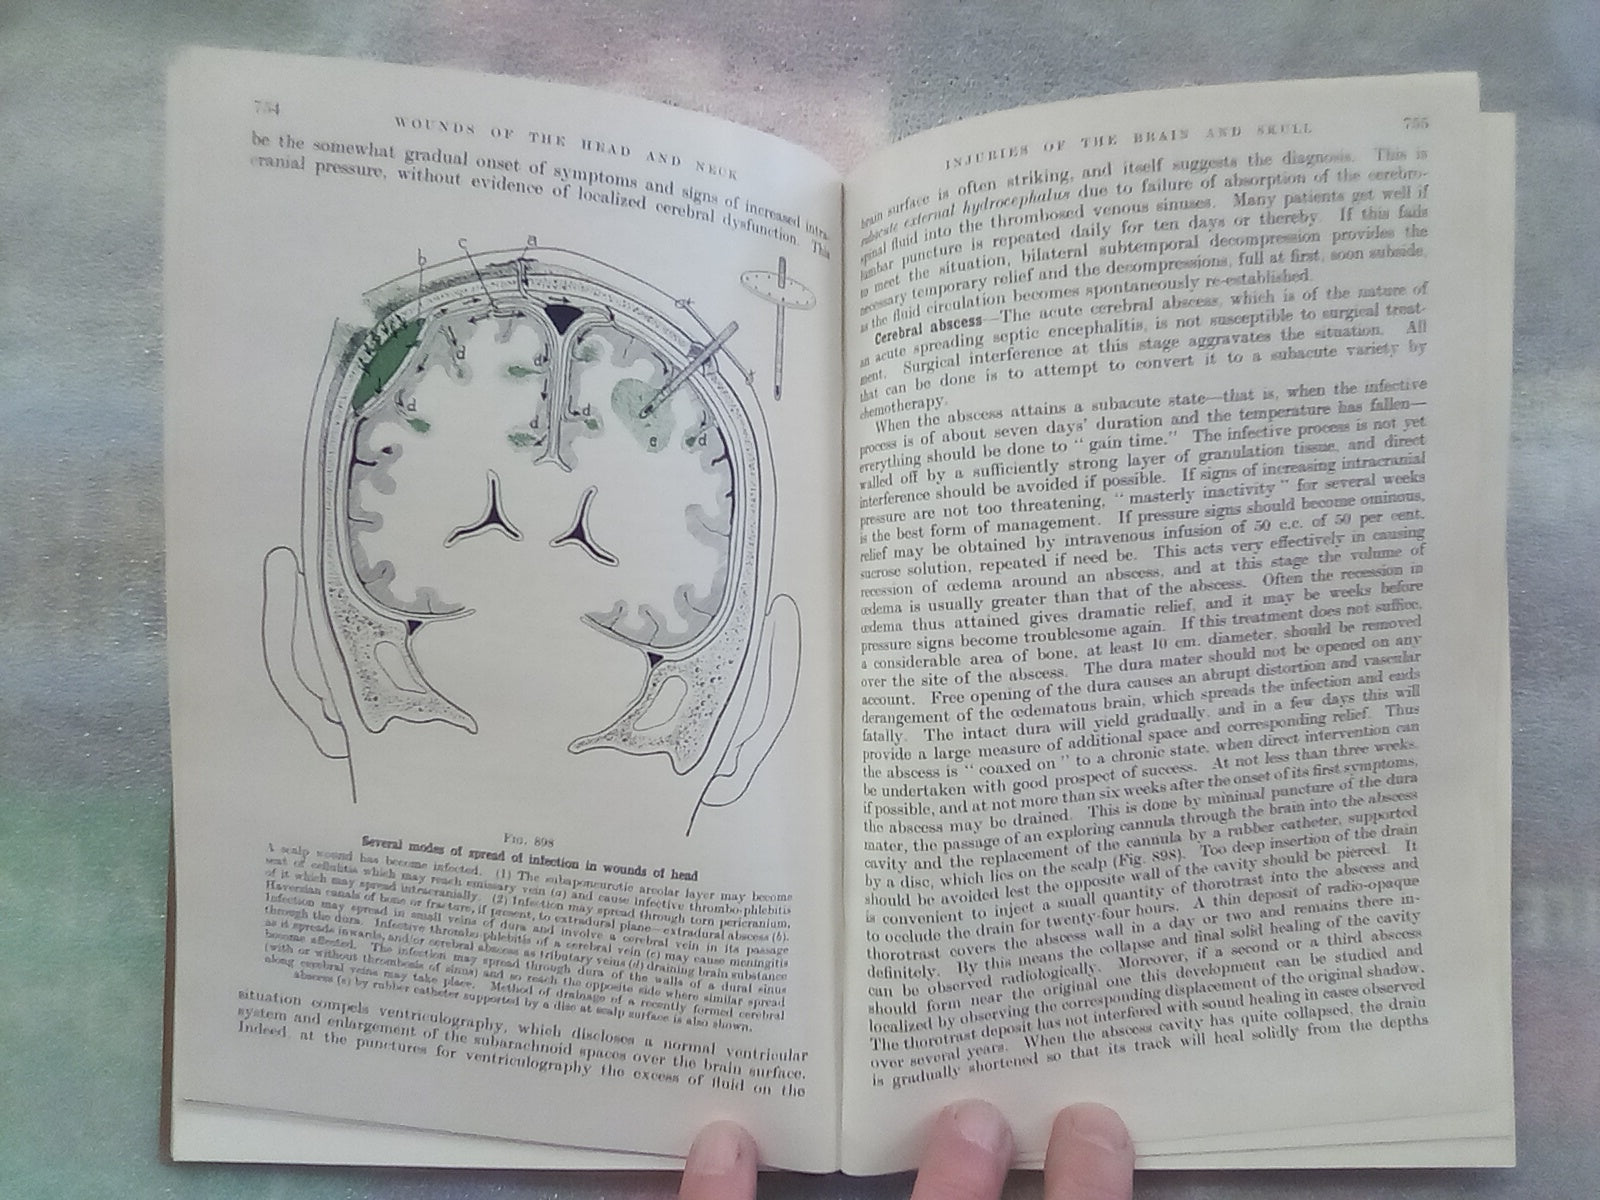 754
WOUNDS OF THE HEAD AND NECK
be the somewhat gradual onset of symptoms and signs of increased intra-
cranial pressure, without evidence of localized cerebral dysfunction. This
b
c
a
d
d
d
d
d
d
e
FIG. 898
Several modes of spread of infection in wounds of head
A scalp wound has become infected. (1) The subaponeurotic areolar layer may become
seat of cellulitis which may reach emissary vein (a) and cause infective thrombo-phlebitis
of it which may spread intracranially. (2) Infection may spread through torn pericranium,
Haversian canals of bone or fracture, if present, to extradural plane—extradural abscess (b).
Infection may spread in small veins of dura and involve a cerebral vein in its passage
through the dura. Infective thrombo-phlebitis of a cerebral vein (c) may cause meningitis
as it spreads inwards, and/or cerebral abscess as tributary veins (d) draining brain substance
become affected. The infection may spread through dura of the walls of a dural sinus
(with or without thrombosis of sinus) and so reach the opposite side where similar spread
along cerebral veins may take place. Method of drainage of a recently formed cerebral
abscess (e) by rubber catheter supported by a disc at scalp surface is also shown.
situation compels ventriculography, which discloses a normal ventricular
system and enlargement of the subarachnoid spaces over the brain surface.
Indeed, at the punctures for ventriculography the excess of fluid on the
INJURIES OF THE BRAIN AND SKULL
755
brain surface is often striking, and itself suggests the diagnosis. This is
subacute external hydrocephalus due to failure of absorption of the cerebro-
spinal fluid into the thrombosed venous sinuses. Many patients get well if
lumbar puncture is repeated daily for ten days or thereby. If this fails
to meet the situation, bilateral subtemporal decompression provides the
necessary temporary relief and the decompressions, full at first, soon subside,
as the fluid circulation becomes spontaneously re-established.
Cerebral abscess—The acute cerebral abscess, which is of the nature of
an acute spreading septic encephalitis, is not susceptible to surgical treat-
ment. Surgical interference at this stage aggravates the situation. All
that can be done is to attempt to convert it to a subacute variety by
chemotherapy.
When the abscess attains a subacute state—that is, when the infective
process is of about seven days' duration and the temperature has fallen—
everything should be done to "gain time." The infective process is not yet
walled off by a sufficiently strong layer of granulation tissue, and direct
interference should be avoided if possible. If signs of increasing intracranial
pressure are not too threatening, "masterly inactivity" for several weeks
is the best form of management. If pressure signs should become ominous,
relief may be obtained by intravenous infusion of 50 c.c. of 50 per cent.
sucrose solution, repeated if need be. This acts very effectively in causing
recession of œdema around an abscess, and at this stage the volume of
œdema is usually greater than that of the abscess. Often the recession in
œdema thus attained gives dramatic relief, and it may be weeks before
pressure signs become troublesome again. If this treatment does not suffice,
a considerable area of bone, at least 10 cm. diameter, should be removed
over the site of the abscess. The dura mater should not be opened on any
account. Free opening of the dura causes an abrupt distortion and vascular
derangement of the œdematous brain, which spreads the infection and ends
fatally. The intact dura will yield gradually, and in a few days this will
provide a large measure of additional space and corresponding relief. Thus
the abscess is "coaxed on" to a chronic state, when direct intervention can
be undertaken with good prospect of success. At not less than three weeks,
if possible, and at not more than six weeks after the onset of its first symptoms,
the abscess may be drained. This is done by minimal puncture of the dura
mater, the passage of an exploring cannula through the brain into the abscess
cavity and the replacement of the cannula by a rubber catheter, supported
by a disc, which lies on the scalp (Fig. 898). Too deep insertion of the drain
should be avoided lest the opposite wall of the cavity should be pierced. It
is convenient to inject a small quantity of thorotrast into the abscess and
to occlude the drain for twenty-four hours. A thin deposit of radio-opaque
thorotrast covers the abscess wall in a day or two and remains there in-
definitely. By this means the collapse and final solid healing of the cavity
can be observed radiologically. Moreover, if a second or a third abscess
should form near the original one this development can be studied and
localized by observing the corresponding displacement of the original shadow.
The thorotrast deposit has not interfered with sound healing in cases observed
over several years. When the abscess cavity has quite collapsed, the drain
is gradually shortened so that its track will heal solidly from the depths